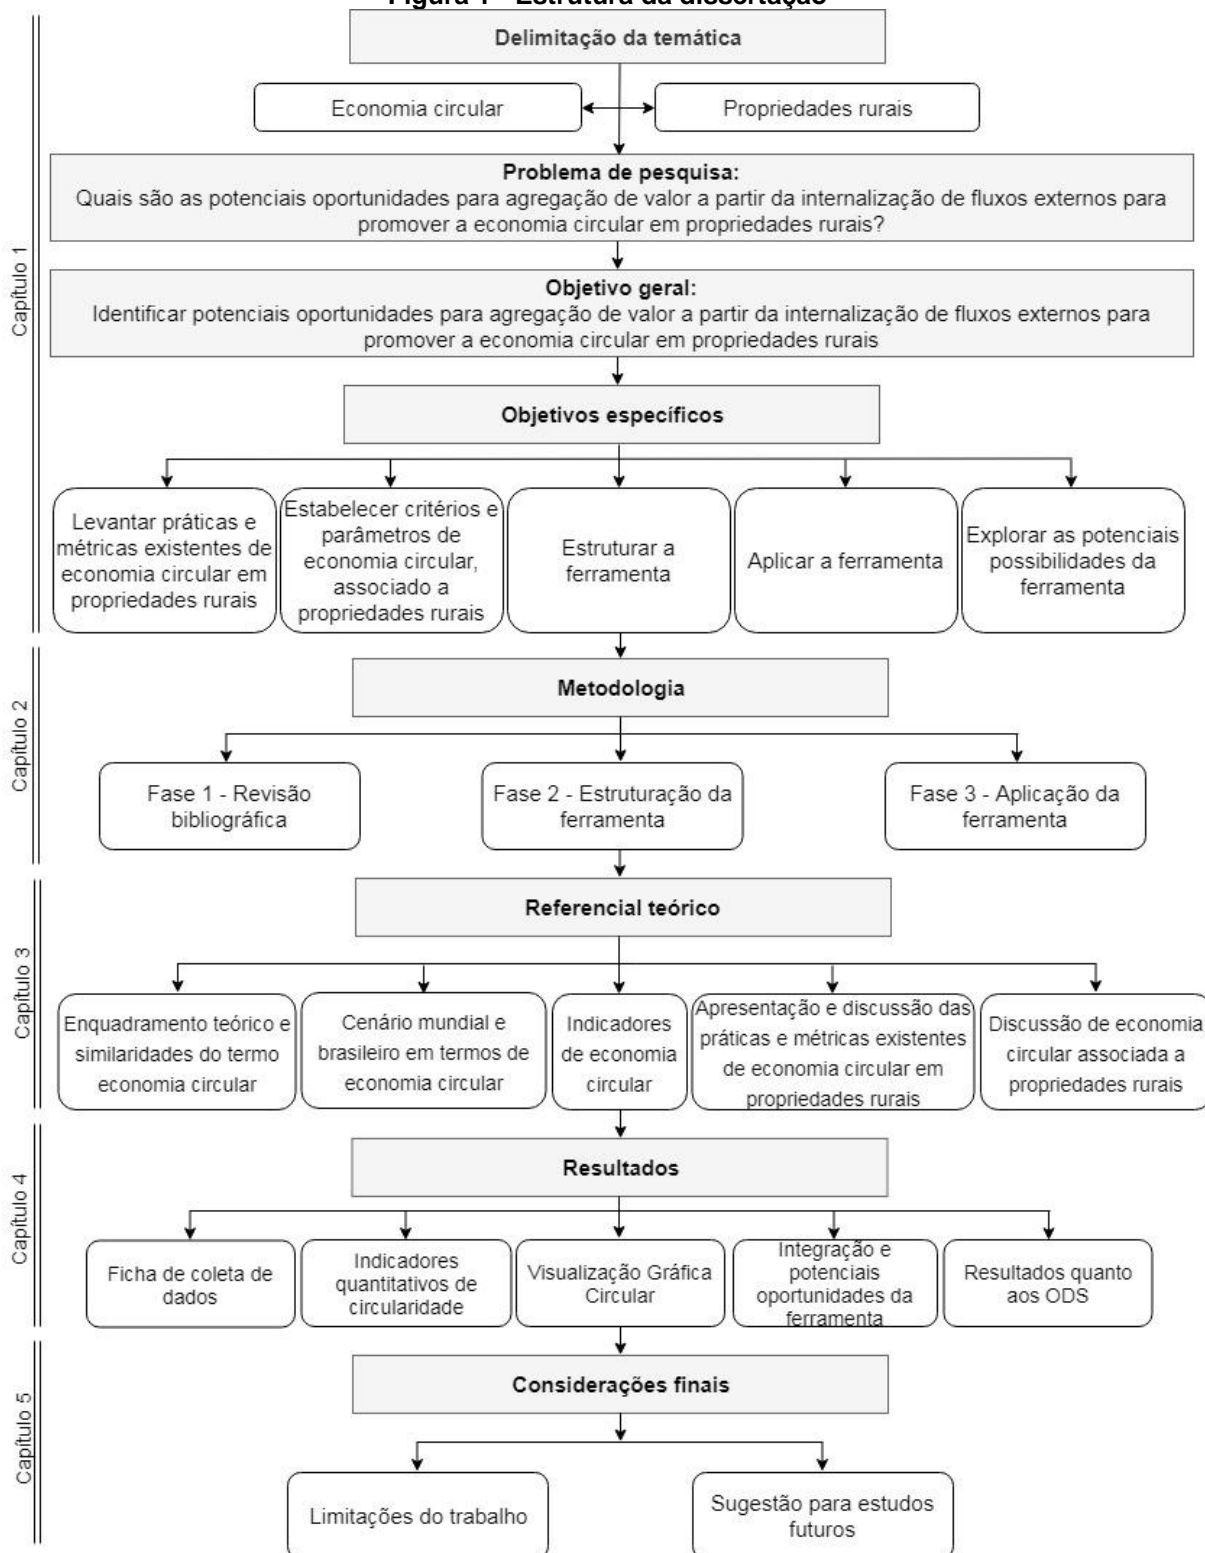 Figura 1 - Estrutura da dissertação
Delimitação da temática
Economia circular
Propriedades rurais
Problema de pesquisa:
Quais são as potenciais oportunidades para agregação de valor a partir da internalização de fluxos externos para
promover a economia circular em propriedades rurais?
Objetivo geral:
Identificar potenciais oportunidades para agregação de valor a partir da internalização de fluxos externos para
promover a economia circular em propriedades rurais
Objetivos específicos
Levantar práticas e
métricas existentes de
economia circular em
propriedades rurais
Estabelecer critérios e
parâmetros de
economia circular,
associado a
propriedades rurais
Estruturar a
ferramenta
Aplicar a ferramenta
Explorar as potenciais
possibilidades da
ferramenta
Capítulo 1
Metodologia
Fase 1 - Revisão
bibliográfica
Fase 2 - Estruturação da
ferramenta
Fase 3 - Aplicação da
ferramenta
Capítulo 2
Referencial teórico
Enquadramento teórico e
similaridades do termo
economia circular
Cenário mundial e
brasileiro em termos de
economia circular
Indicadores
de economia
circular
Apresentação e discussão das
práticas e métricas existentes
de economia circular em
propriedades rurais
Discussão de economia
circular associada a
propriedades rurais
Capítulo 3
Resultados
Ficha de coleta de
dados
Indicadores
quantitativos de
circularidade
Visualização Gráfica
Circular
Integração e
potenciais
oportunidades da
ferramenta
Resultados quanto
aos ODS
Capítulo 4
Considerações finais
Limitações do trabalho
Sugestão para estudos
futuros
Capítulo 5